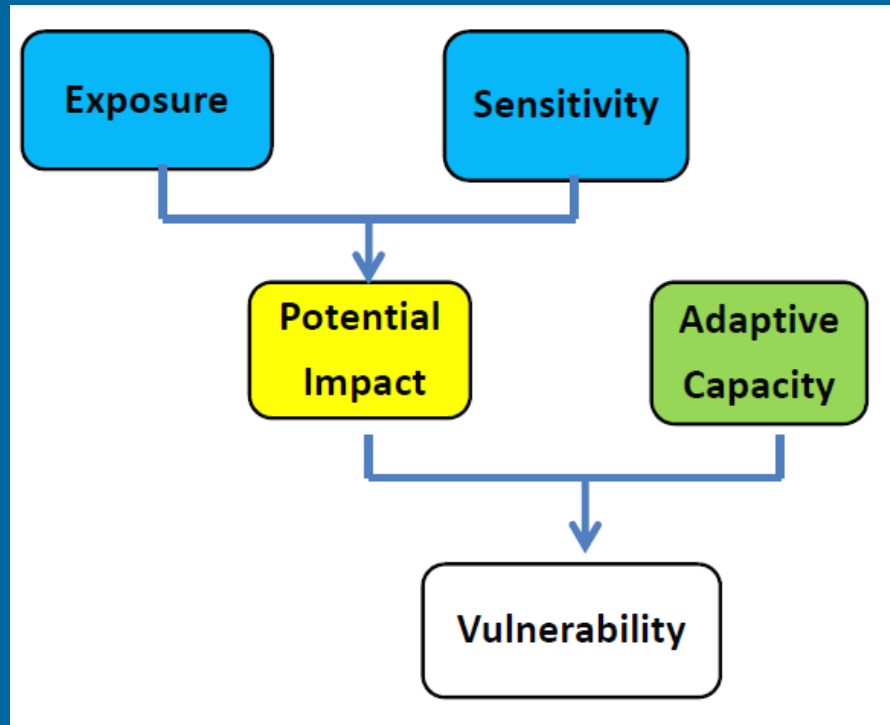 Exposure
Sensitivity
Potential
Impact
Adaptive
Capacity
Vulnerability